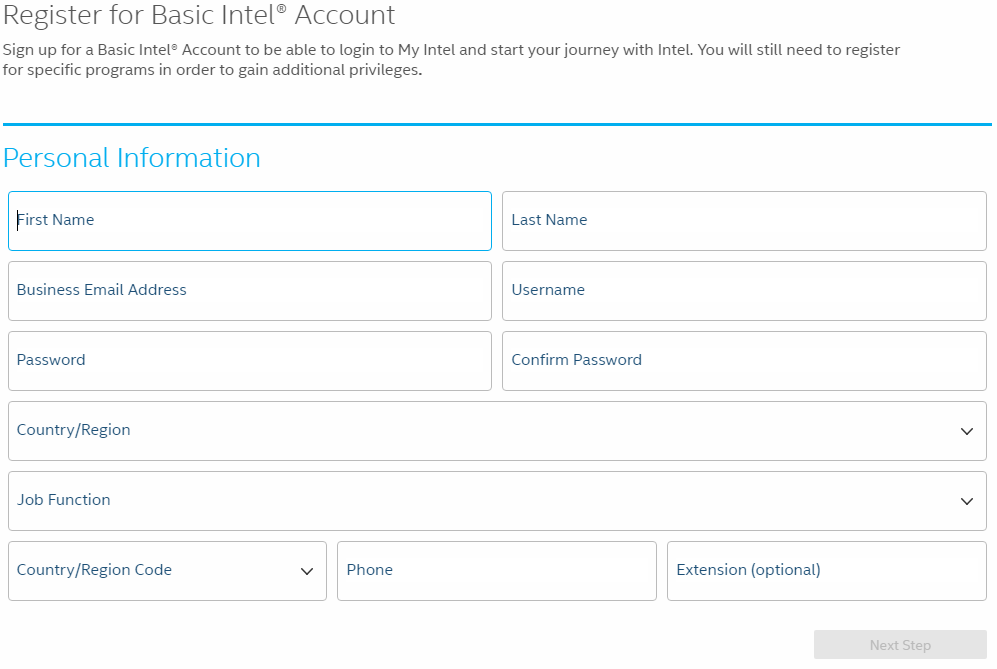 Register for Basic Intel® Account
Sign up for a Basic Intel® Account to be able to login to My Intel and start your journey with Intel. You will still need to register
for specific programs in order to gain additional privileges.
Personal Information
First Name
Last Name
Business Email Address
Username
Password
Confirm Password
Country/Region
Job Function
Country/Region Code
Phone
Extension (optional)
Next Step